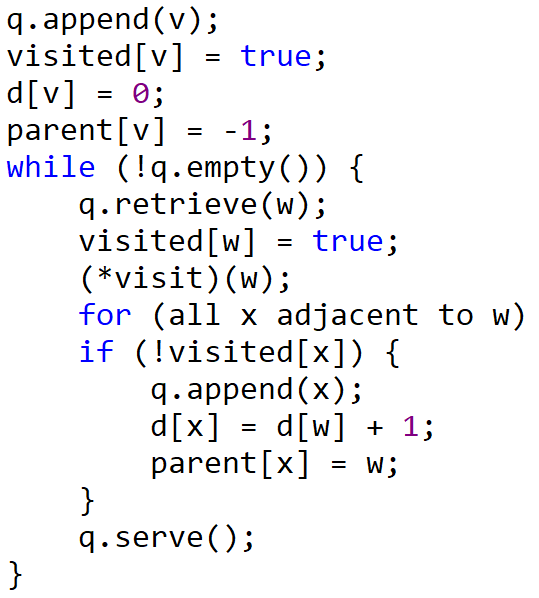 q.append(v);
visited[v] = true;
d[v] = 0;
parent[v] = -1;
while (!q.empty()) {
    q.retrieve(w);
    visited[w] = true;
    (*visit)(w);
    for (all x adjacent to w)
    if (!visited[x]) {
        q.append(x);
        d[x] = d[w] + 1;
        parent[x] = w;
    }
    q.serve();
}